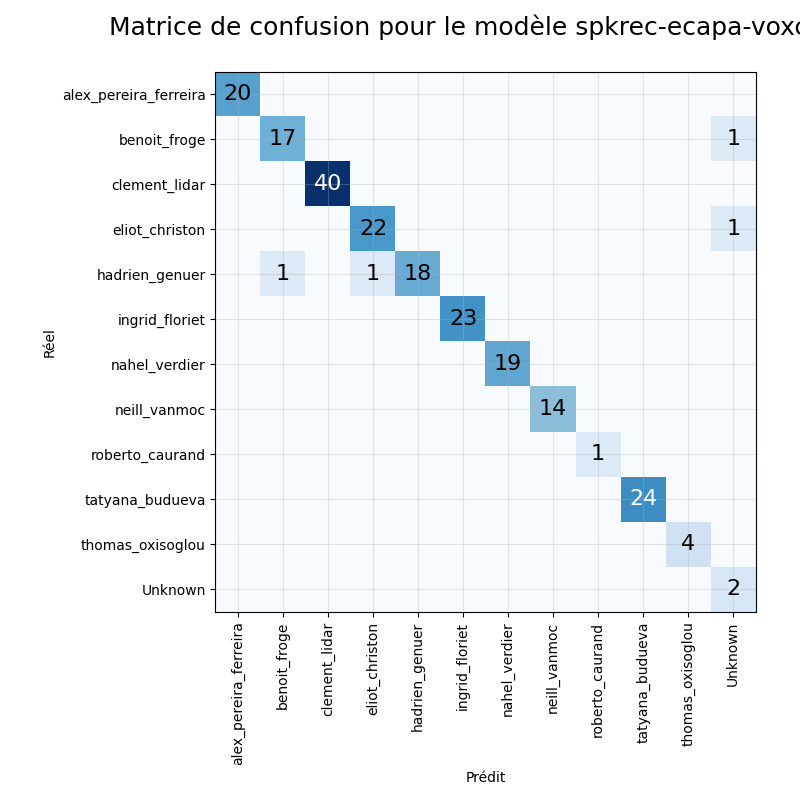 Matrice de confusion pour le modèle spkrec-ecapa-voxc
alex_pereira_ferreira 20
benoit_froge 17 1
clement_lidar 40
eliot_christon 22 1
hadrien_genuer 1 1 18
ingrid_floriet 23
Réel
nahel_verdier 19
neill_vanmoc 14
roberto_caurand 1
tatyana_budueva 24
thomas_oxisoglou 4
Unknown 2
alex_pereira_ferreira
benoit_froge
clement_lidar
eliot_christon
hadrien_genuer
ingrid_floriet
nahel_verdier
neill_vanmoc
roberto_caurand
tatyana_budueva
thomas_oxisoglou
Unknown
Prédit